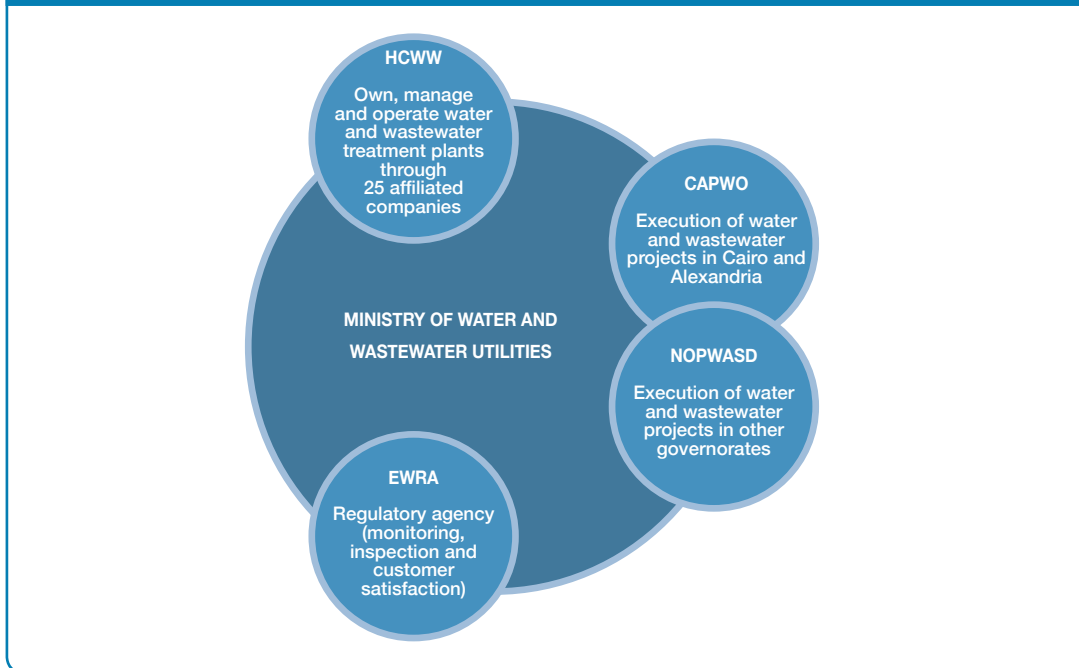 HCWW
Own, manage
and operate water
and wastewater
treatment plants
through
25 affiliated
companies
CAPWO
Execution of water
and wastewater
projects in Cairo and
Alexandria
MINISTRY OF WATER AND
WASTEWATER UTILITIES
NOPWASD
Execution of water
and wastewater
projects in other
governorates
EWRA
Regulatory agency
(monitoring,
inspection and
customer
satisfaction)